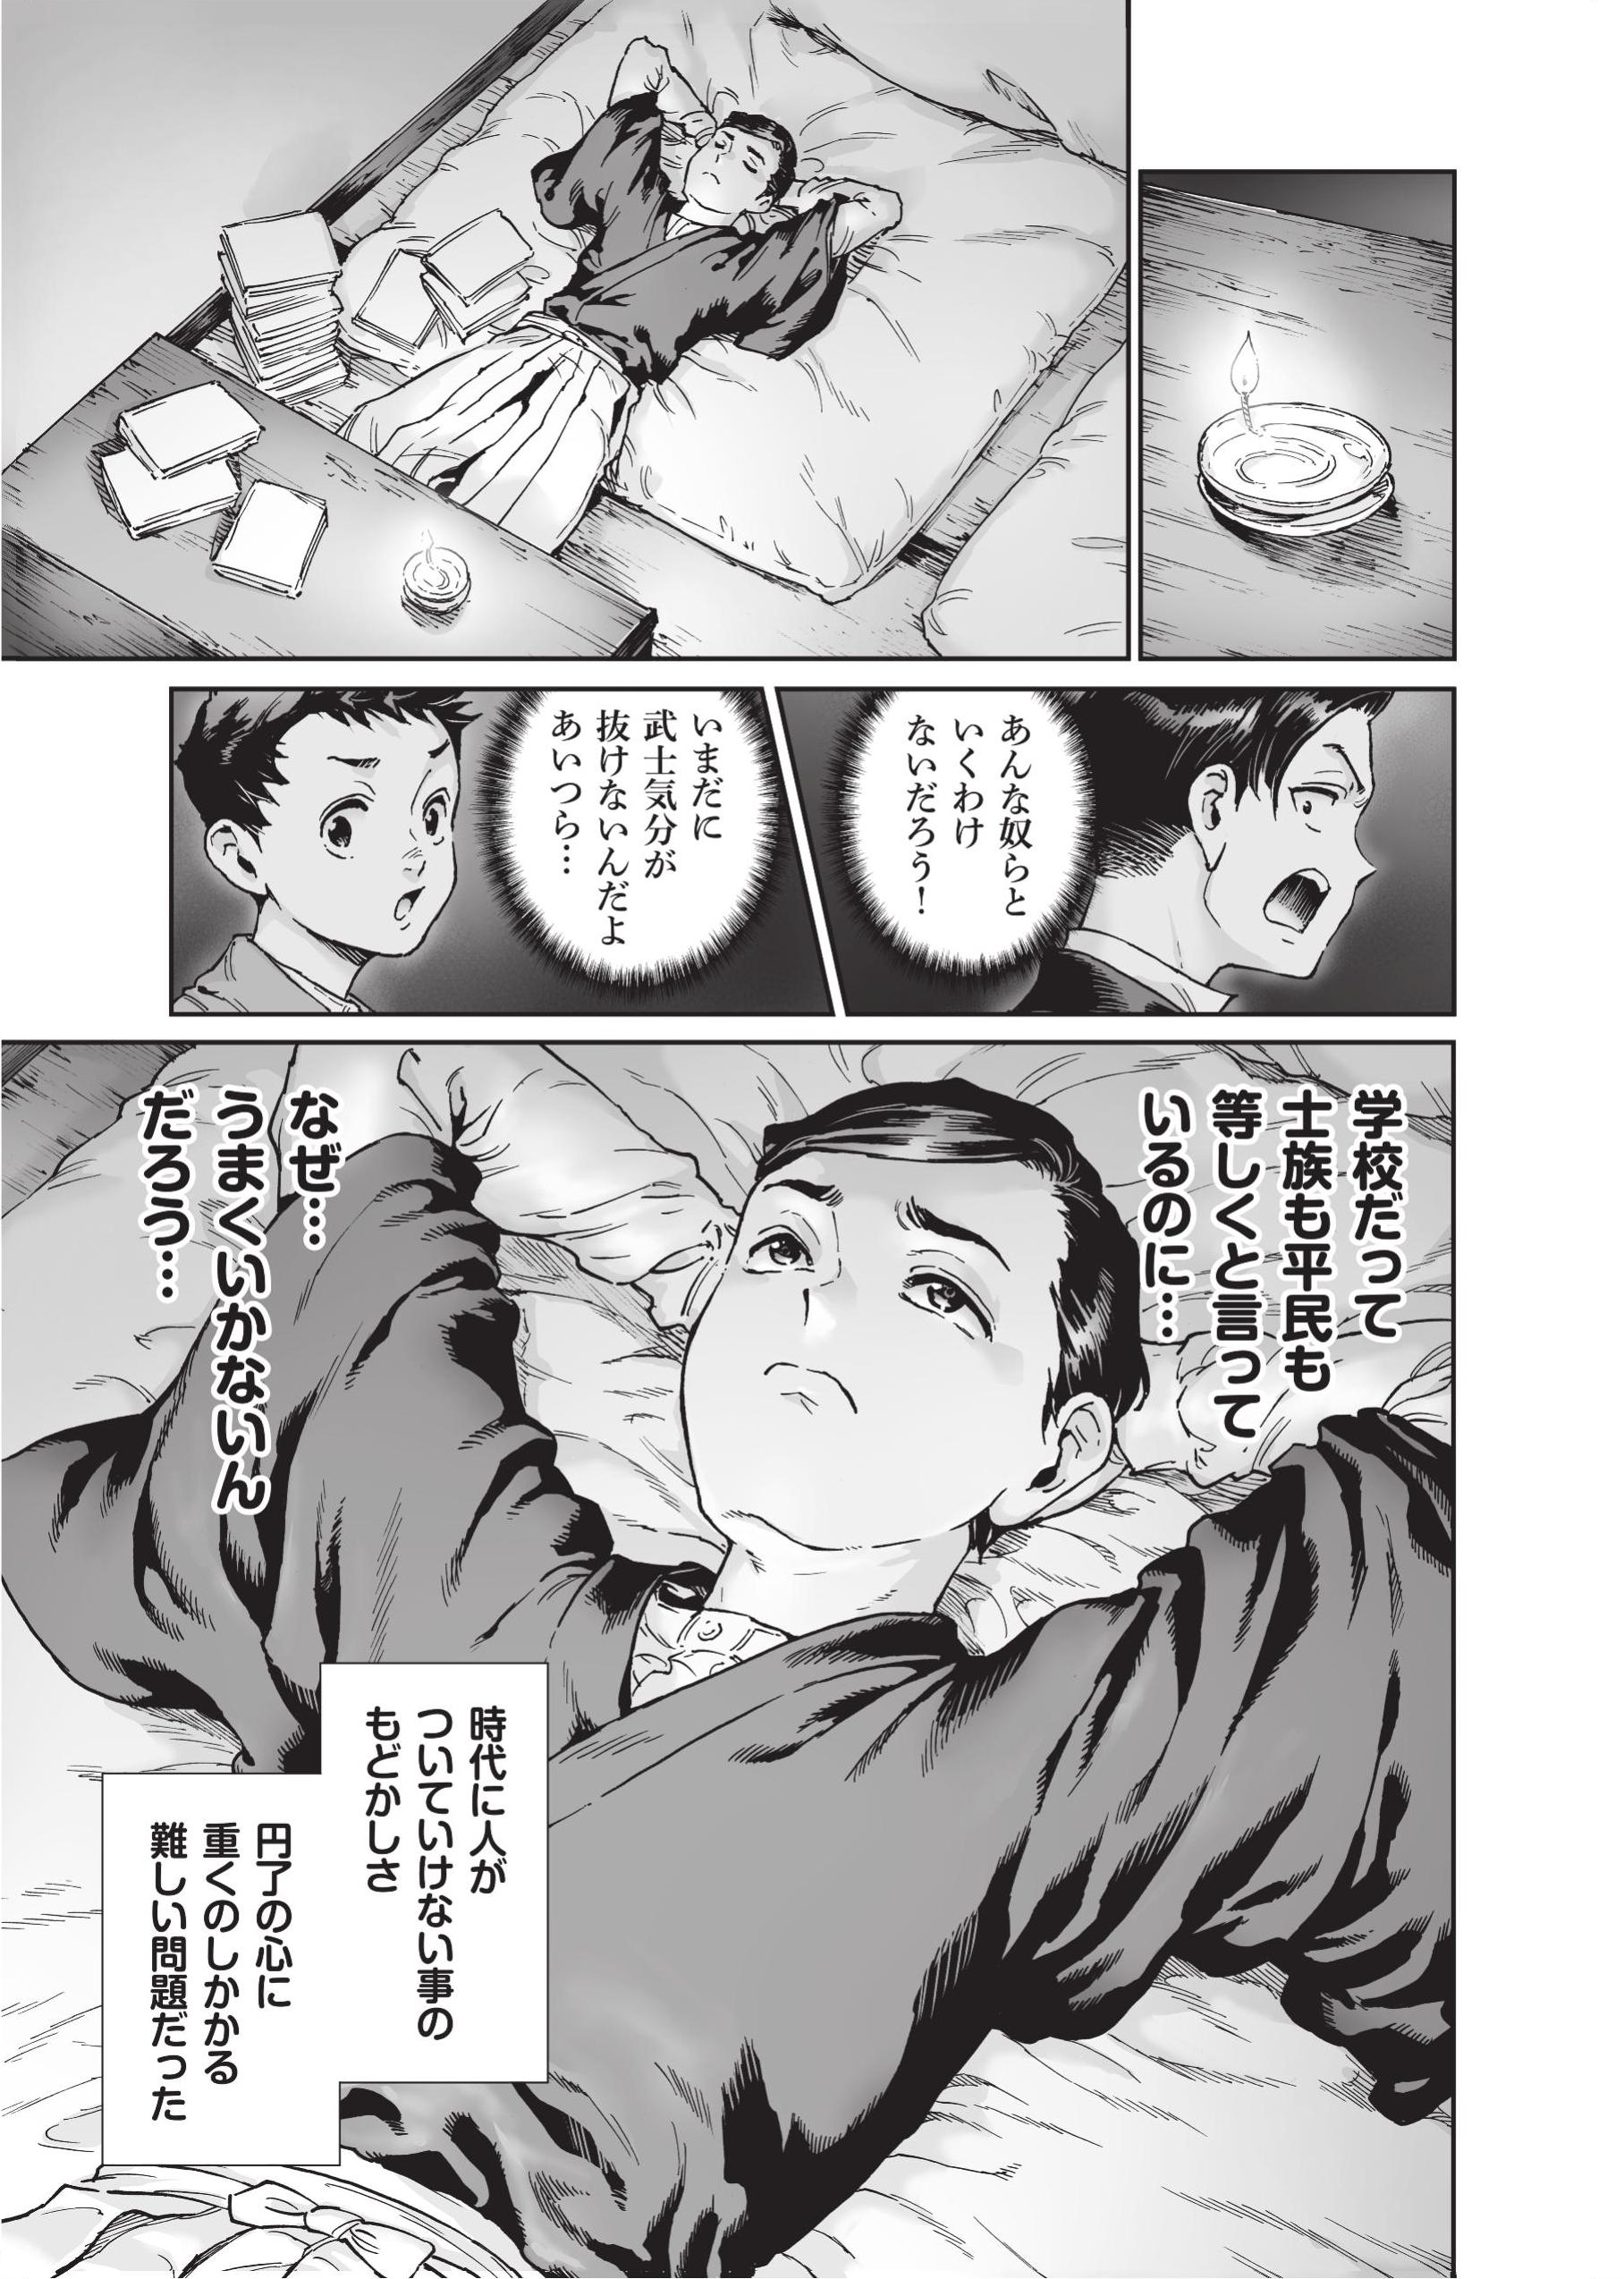 あんな奴らと
いくわけ
ないだろう！
いまだに
武士気分が
抜けないんだよ
あいつら…
学校だって
士族も平民も
等しくと言って
いるのに…
なぜ…
うまくいかないん
だろう…
時代に人が
ついていけない事の
もどかしさ
円了の心に
重くのしかかる
難しい問題だった